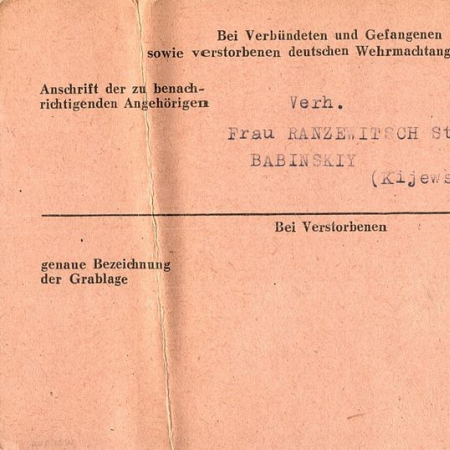 Bei Verbündeten und Gefangenen
sowie verstorbenen deutschen Wehrmachtang
Anschrift der zu benach-
richtigenden Angehörigen
Verh.
Frau RANZEWITSCH St
BABINSKIY
(Kijews
Bei Verstorbenen
genaue Bezeichnung
der Grablage